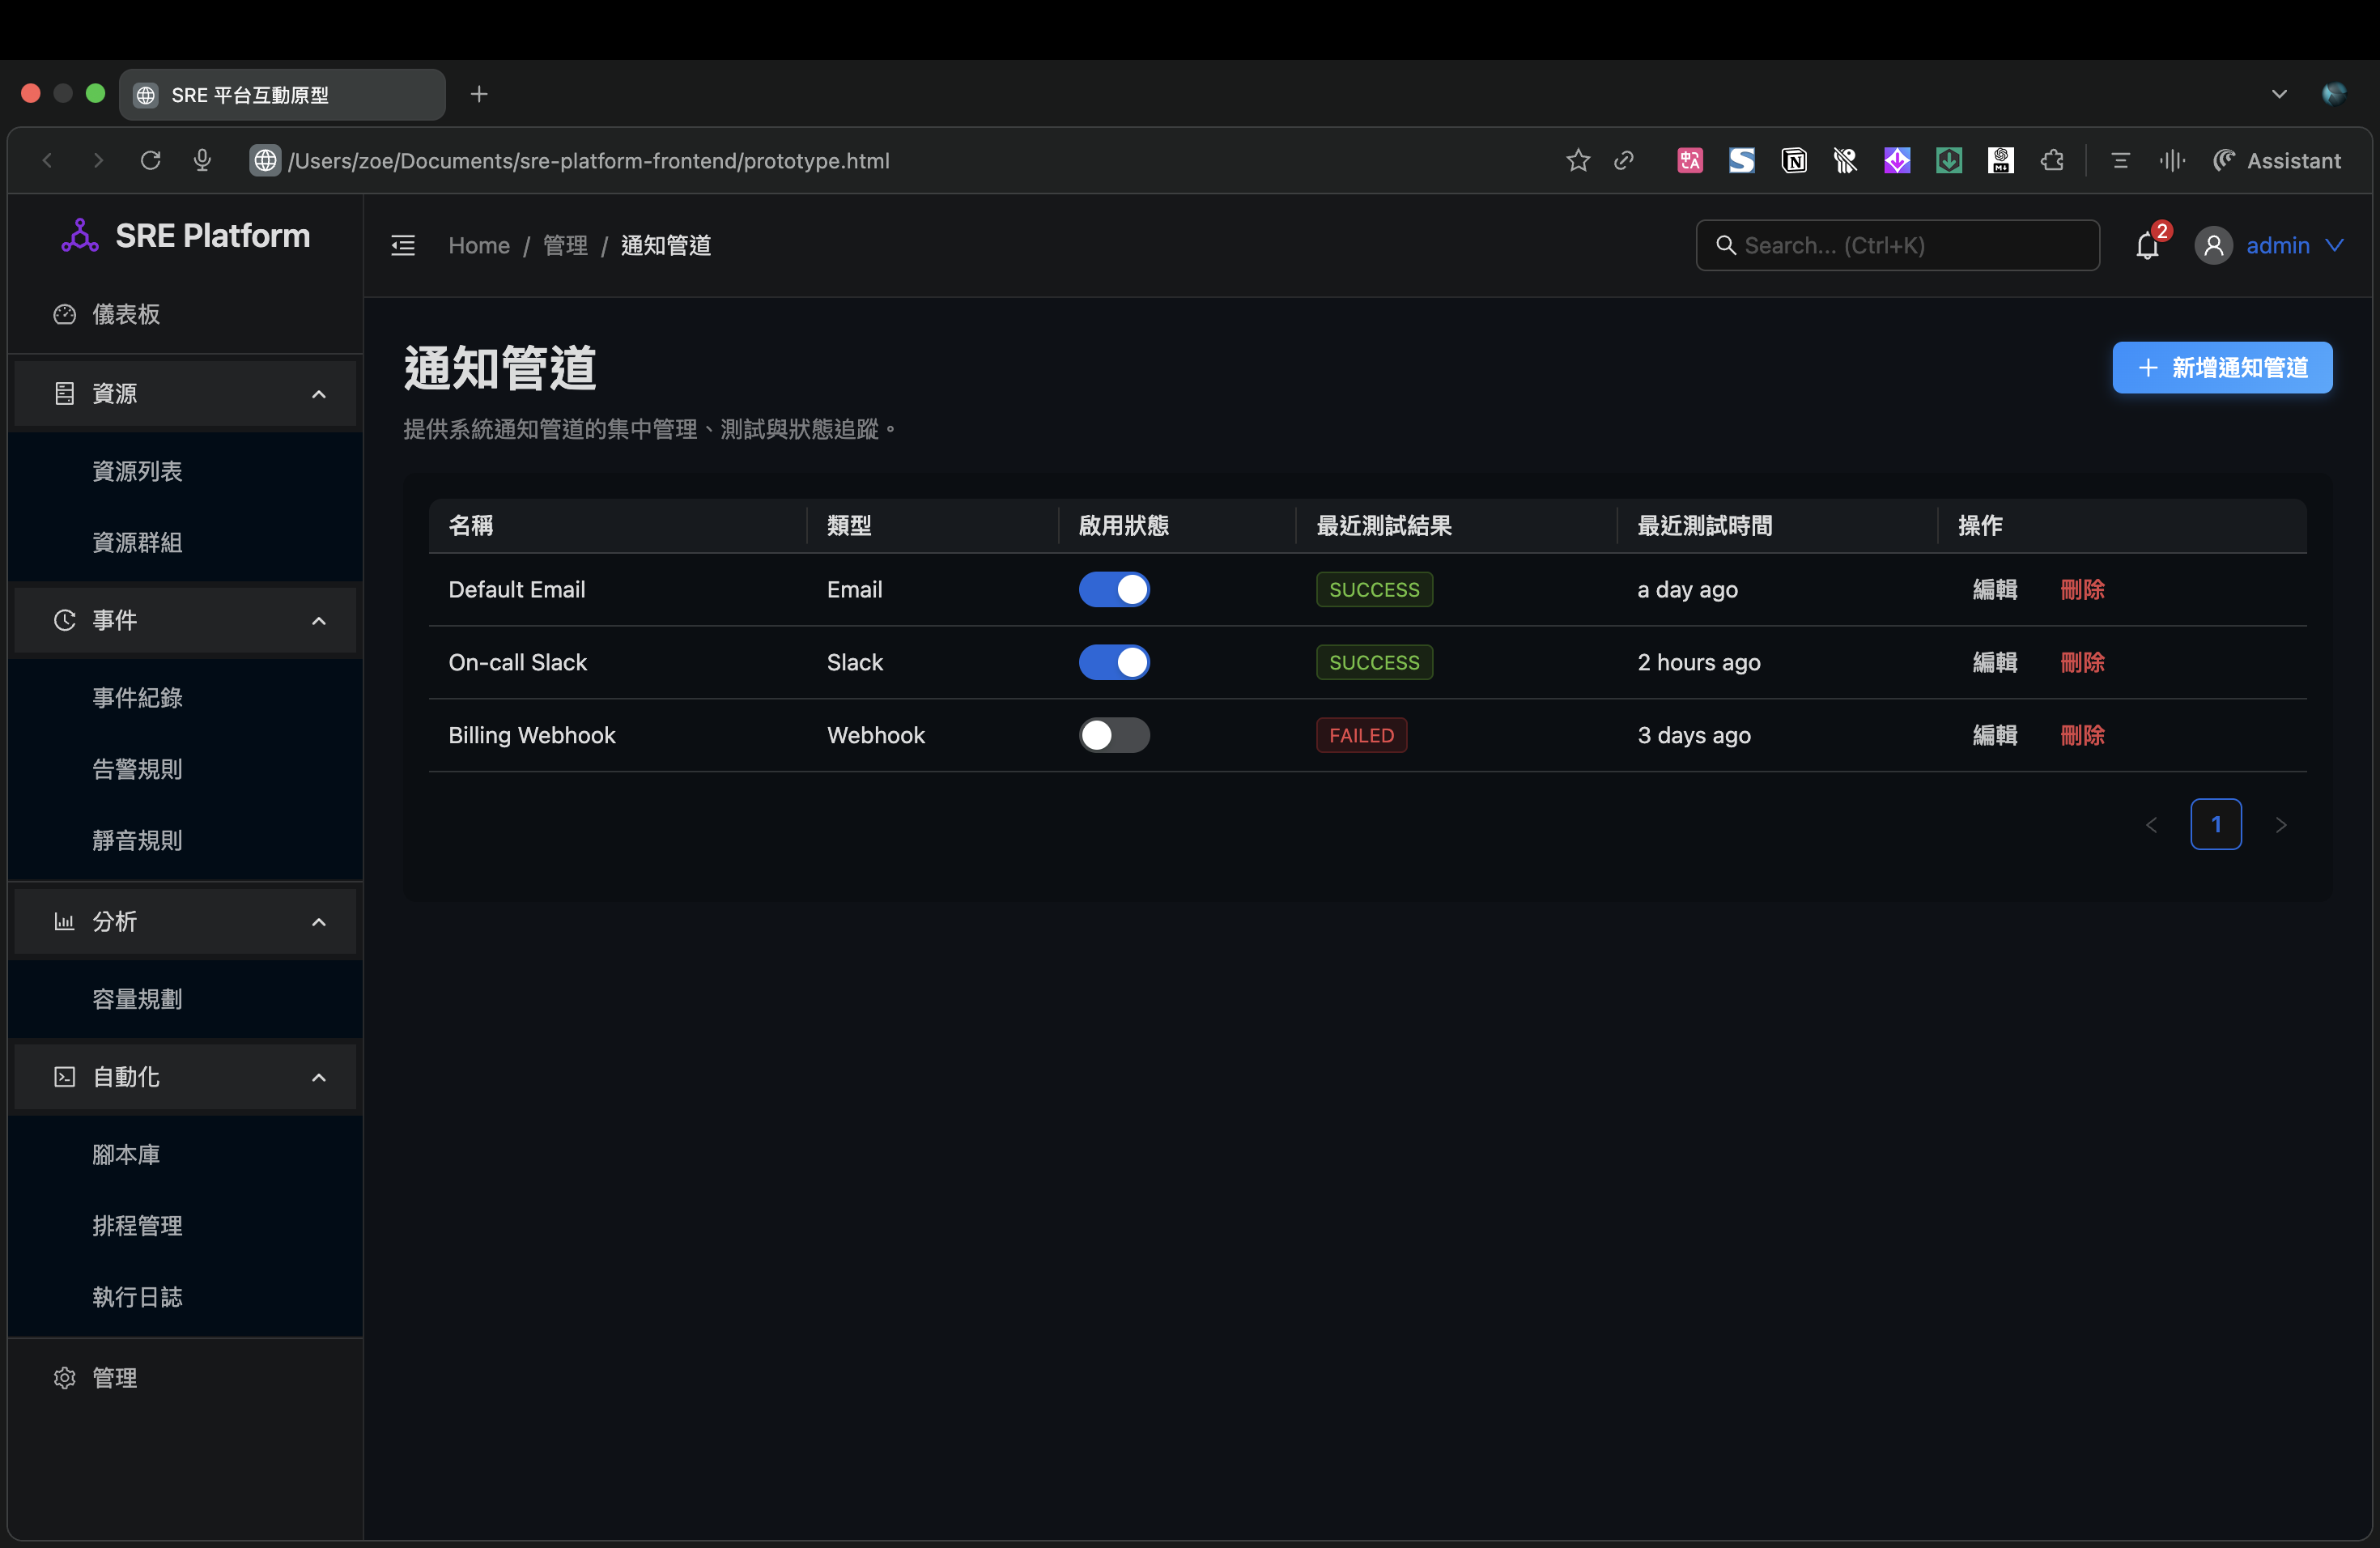 SRE 平台互動原型
/Users/zoe/Documents/sre-platform-frontend/prototype.html
Assistant
SRE Platform
Home / 管理 / 通知管道
Search... (Ctrl+K)
2
admin
儀表板
資源
資源列表
資源群組
事件
事件紀錄
告警規則
靜音規則
分析
容量規劃
自動化
腳本庫
排程管理
執行日誌
管理
通知管道
+ 新增通知管道
提供系統通知管道的集中管理、測試與狀態追蹤。
名稱 類型 啟用狀態 最近測試結果 最近測試時間 操作
Default Email Email SUCCESS a day ago 編輯 刪除
On-call Slack Slack SUCCESS 2 hours ago 編輯 刪除
Billing Webhook Webhook FAILED 3 days ago 編輯 刪除
< 1 >